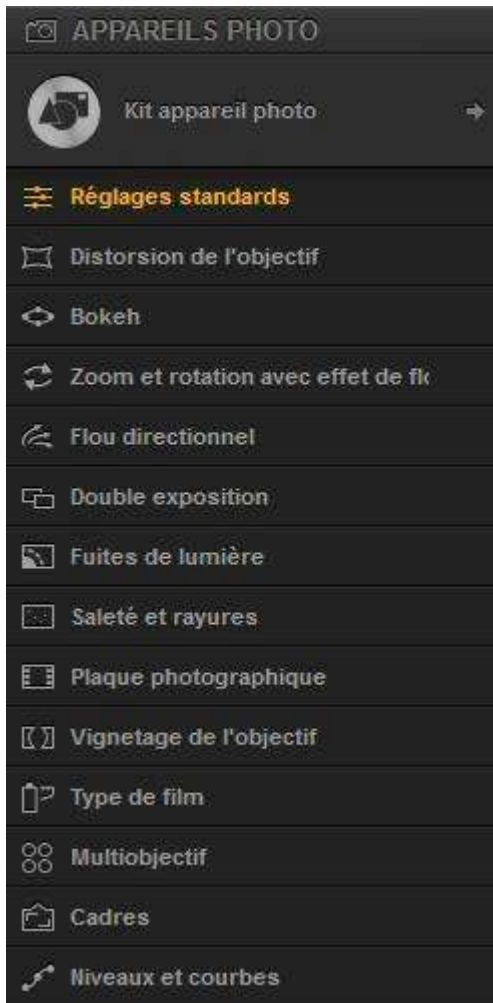 APPAREILS PHOTO
Kit appareil photo
Réglages standards
Distorsion de l'objectif
Bokeh
Zoom et rotation avec effet de flo
Flou directionnel
Double exposition
Fuites de lumière
Saleté et rayures
Plaque photographique
Vignetage de l'objectif
Type de film
Multiobjectif
Cadres
Niveaux et courbes